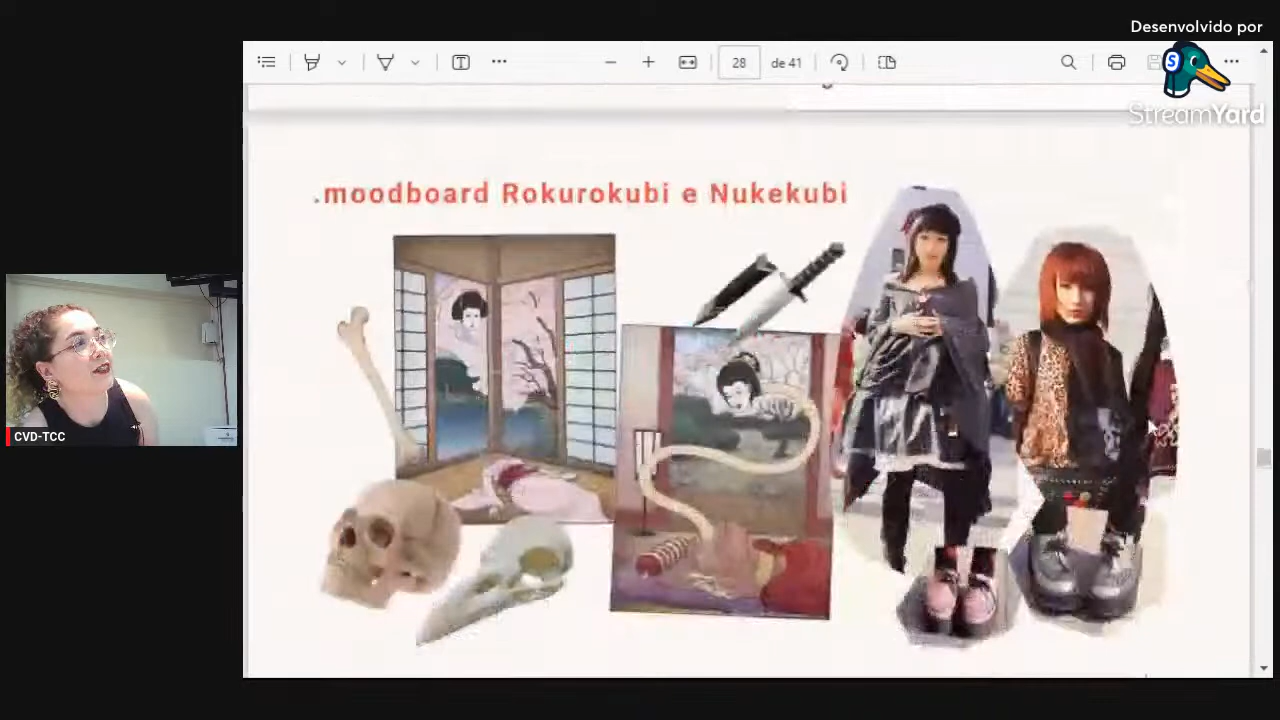 Desenvolvido por
StreamYard
28 de 41
.moodboard Rokurokubi e Nukekubi
CVD-TCC